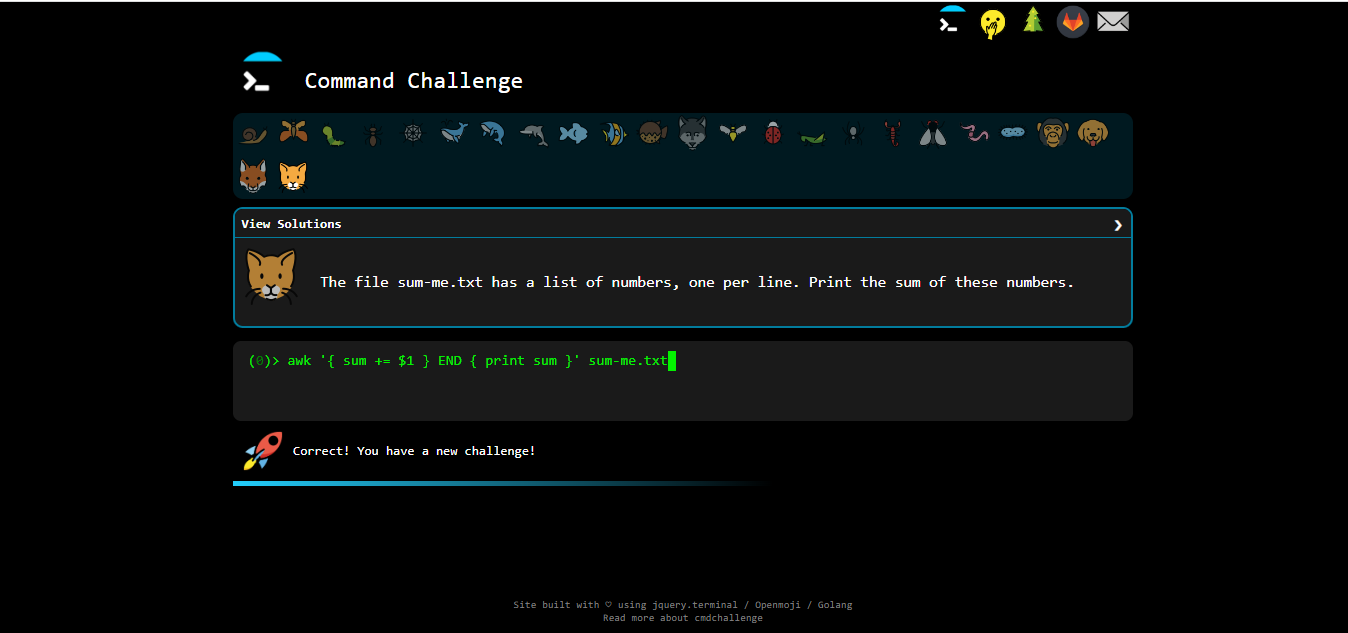 Command Challenge
View Solutions
The file sum-me.txt has a list of numbers, one per line. Print the sum of these numbers.
(0)> awk '{ sum += $1 } END { print sum }' sum-me.txt
Correct! You have a new challenge!
Site built with ♡ using jquery.terminal / Openmoji / Golang
Read more about cmdchallenge